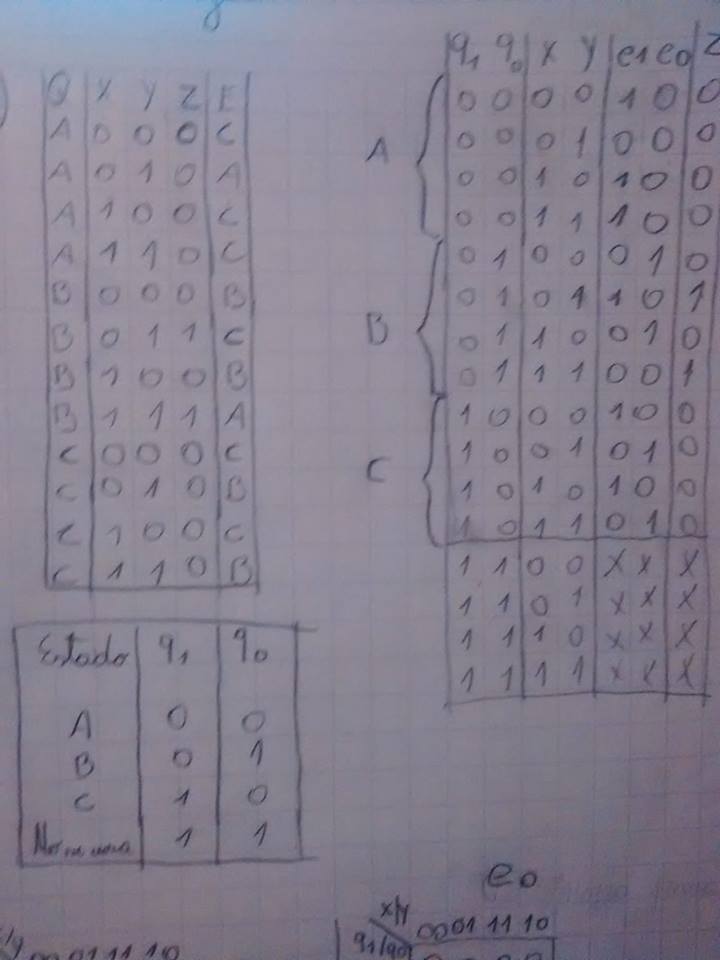 Q X Y Z E
A 0 0 0 C
A 0 1 0 A
A 1 0 0 C
A 1 1 0 C
B 0 0 0 B
B 0 1 1 C
B 1 0 0 B
B 1 1 1 A
C 0 0 0 C
C 0 1 0 B
C 1 0 0 C
C 1 1 0 B
Estado q1 q0
A 0 0
B 0 1
C 1 0
1 1
q1 q0 X Y e1 e0 Z
A
0 0 0 0 1 0 0
0 0 0 1 0 0 0
0 0 1 0 1 0 0
0 0 1 1 1 0 0
B
0 1 0 0 0 1 0
0 1 0 1 1 0 1
0 1 1 0 0 1 0
0 1 1 1 0 0 1
C
1 0 0 0 1 0 0
1 0 0 1 0 1 0
1 0 1 0 1 0 0
1 0 1 1 0 1 0
1 1 0 0 X X X
1 1 0 1 X X X
1 1 1 0 X X X
1 1 1 1 X X X
e0
x/y 00 01 11 10
q1/q0
00 01 11 10